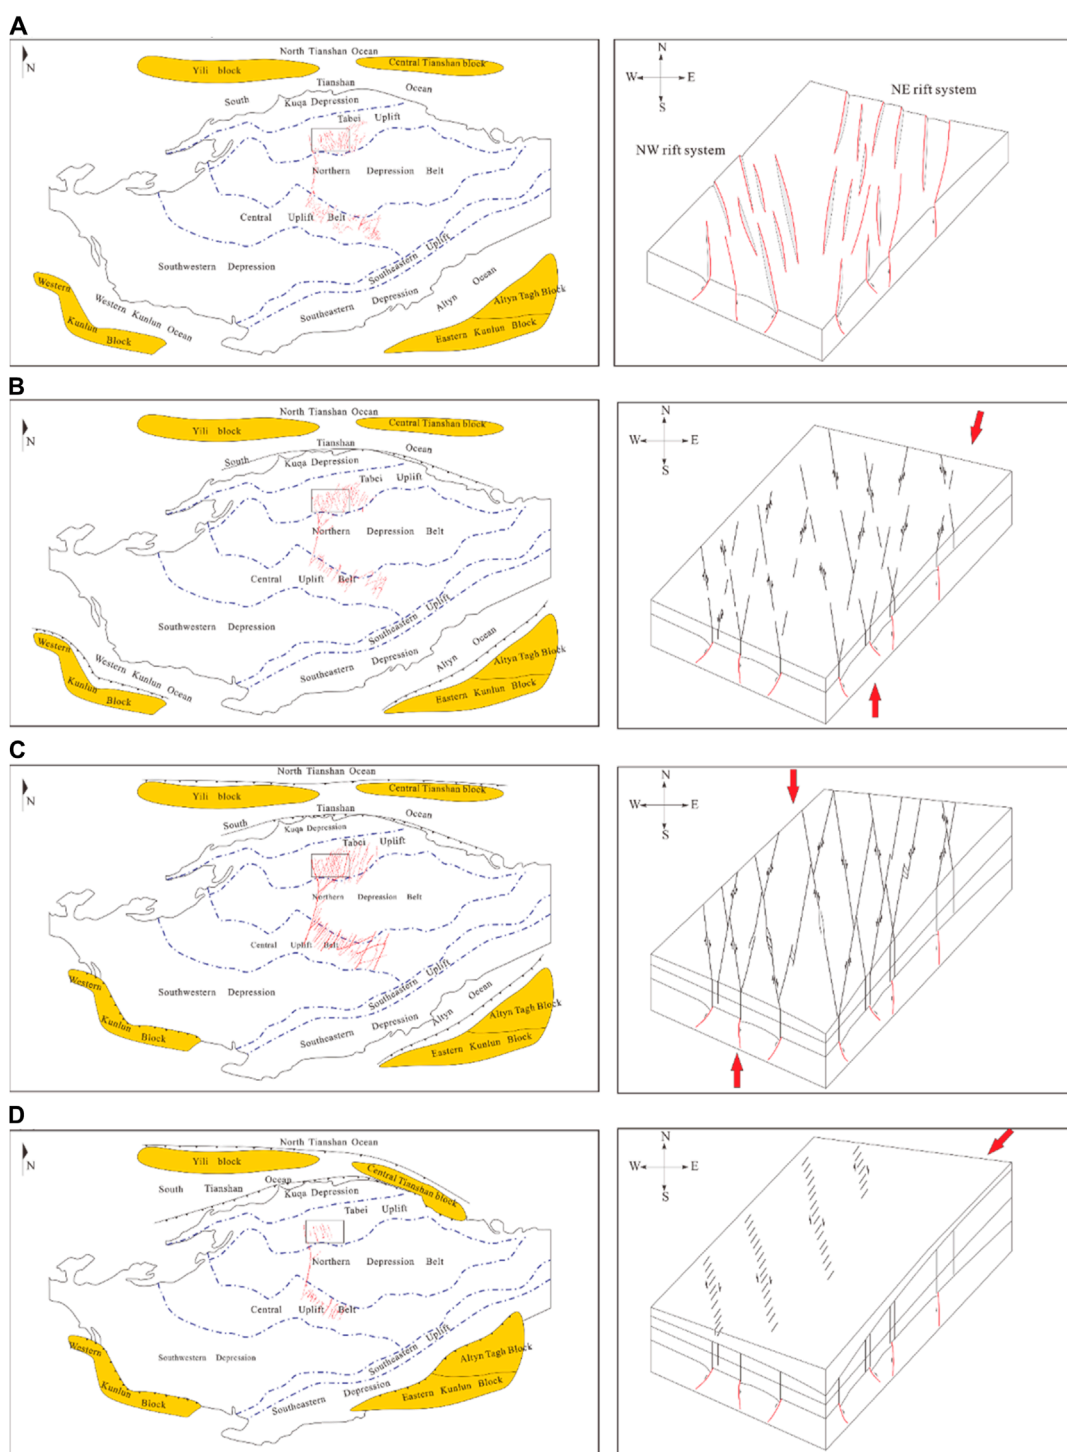 A
North Tianshan Ocean
Yili block
Central Tianshan block
N
Tianshan
South
Kuqa Depression
Ocean
Tabei Uplift
Northern Depression Belt
Central Uplift Belt
Southwestern Depression
Southeastern Uplift
Southeastern Depression
Altyn Ocean
Western Kunlun Ocean
Western
Kunlun
Block
Altyn Tagh Block
Eastern Kunlun Block
N
W E
S
NE rift system
NW rift system
B
North Tianshan Ocean
Yili block
Central Tianshan block
N
Tianshan
South
Kuqa Depression
Ocean
Tabei Uplift
Northern Depression Belt
Central Uplift Belt
Southwestern Depression
Southeastern Uplift
Southeastern Depression
Altyn Ocean
Western Kunlun Ocean
Western
Kunlun
Block
Altyn Tagh Block
Eastern Kunlun Block
N
W E
S
C
North Tianshan Ocean
Yili block
Central Tianshan block
N
Tianshan
South
Kuqa Depression
Ocean
Tabei Uplift
Northern Depression Belt
Central Uplift Belt
Southwestern Depression
Southeastern Uplift
Southeastern Depression
Altyn Ocean
Western
Kunlun
Block
Altyn Tagh Block
Eastern Kunlun Block
N
W E
S
D
North Tianshan Ocean
Yili block
Central Tianshan block
N
South Tianshan Ocean
Kuqa Depression
Tabei Uplift
Northern Depression Belt
Central Uplift Belt
Southwestern Depression
Southeastern Uplift
Southeastern Depression
Western
Kunlun
Block
Altyn Tagh Block
Eastern Kunlun Block
N
W E
S